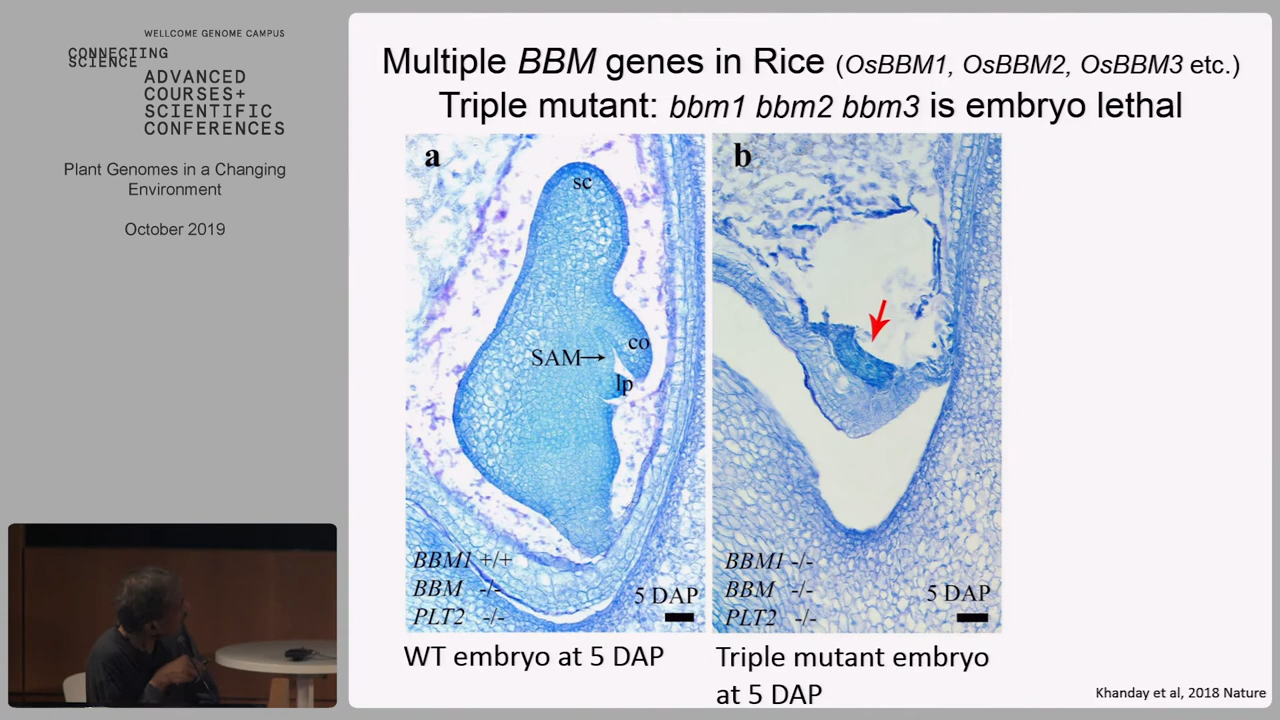 WELLCOME GENOME CAMPUS
CONNECTING
SCIENCE
ADVANCED
COURSES+
SCIENTIFIC
CONFERENCES
Plant Genomes in a Changing
Environment
October 2019
Multiple BBM genes in Rice (OsBBM1, OsBBM2, OsBBM3 etc.)
Triple mutant: bbm1 bbm2 bbm3 is embryo lethal
a
sc
co
SAM→
lp
BBM1 +/+
BBM -/-
PLT2 -/-
5 DAP
b
BBM1 -/-
BBM -/-
PLT2 -/-
5 DAP
WT embryo at 5 DAP
Triple mutant embryo
at 5 DAP
Khanday et al, 2018 Nature